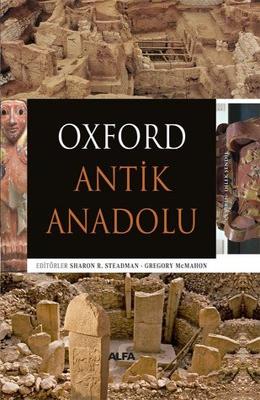 OXFORD
ANTİK
ANADOLU
EDİTÖRLER SHARON R. STEADMAN - GREGORY McMAHON
ALFA